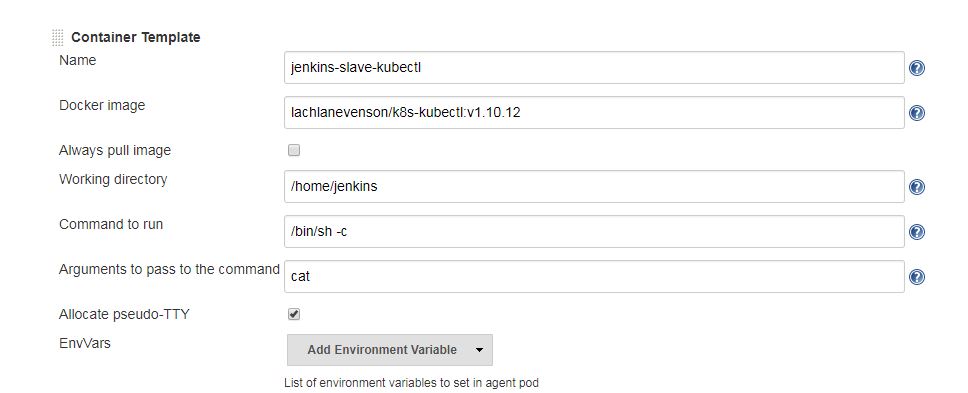 Container Template
Name
jenkins-slave-kubectl
Docker image
lachlanevenson/k8s-kubectl:v1.10.12
Always pull image
Working directory
/home/jenkins
Command to run
/bin/sh -c
Arguments to pass to the command
cat
Allocate pseudo-TTY
EnvVars
Add Environment Variable
List of environment variables to set in agent pod